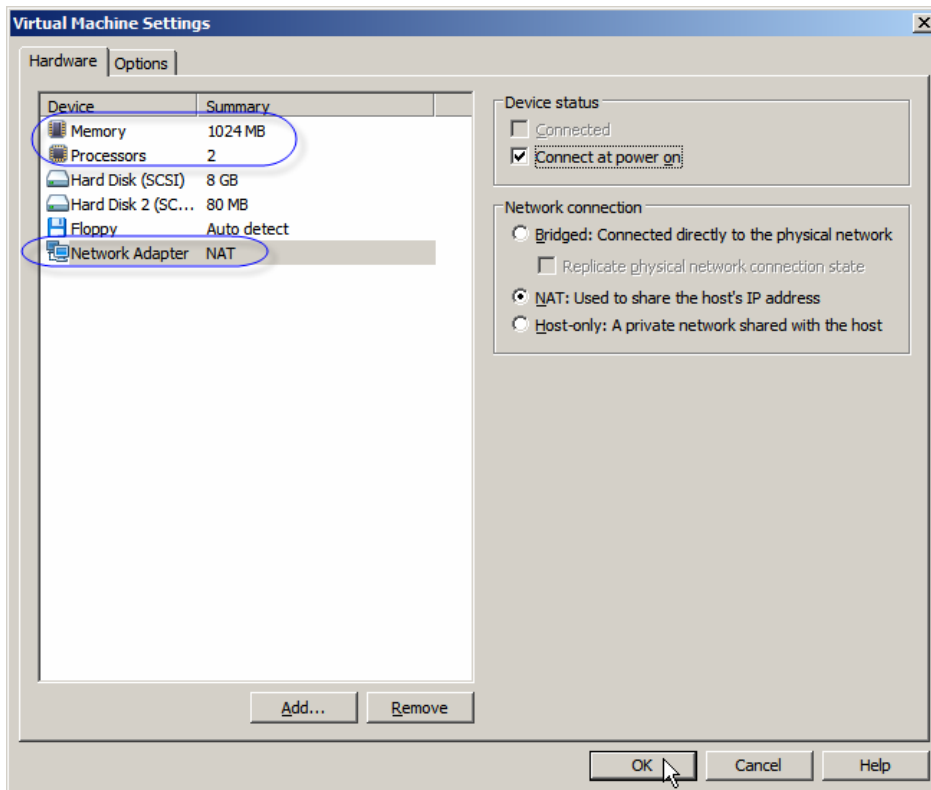 Virtual Machine Settings
Hardware
Options
Device Summary
Memory 1024 MB
Processors 2
Hard Disk (SCSI) 8 GB
Hard Disk 2 (SC... 80 MB
Floppy Auto detect
Network Adapter NAT
Add...
Remove
Device status
Connected
Connect at power on
Network connection
Bridged: Connected directly to the physical network
Replicate physical network connection state
NAT: Used to share the host's IP address
Host-only: A private network shared with the host
OK
Cancel
Help